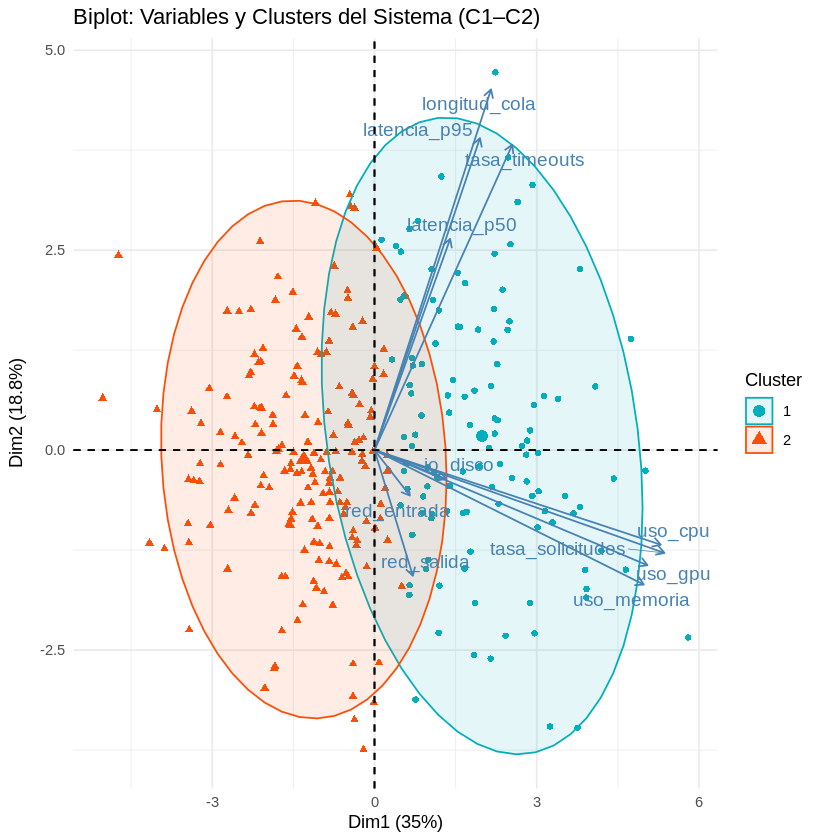 Biplot: Variables y Clusters del Sistema (C1–C2)
5.0
longitud_cola
latencia_p95
tasa_timeouts
latencia_p50
2.5
Dim2 (18.8%)
Cluster
1
2
0.0
io_disco
red_entrada
uso_cpu
tasa_solicitudes
red_salida
uso_gpu
uso_memoria
-2.5
-3
0
3
6
Dim1 (35%)